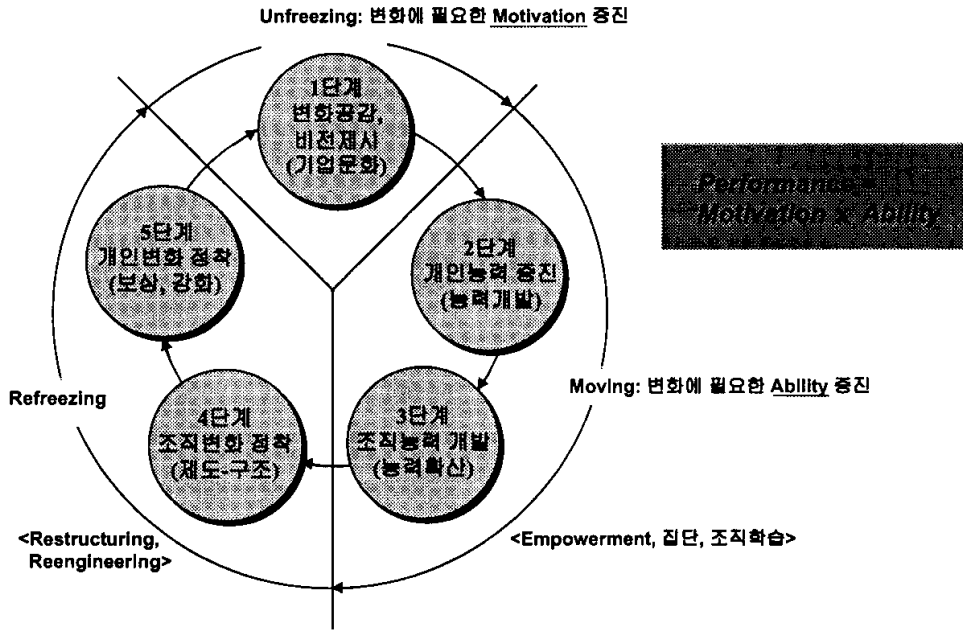 Unfreezing: 변화에 필요한 Motivation 증진
1단계
변화공감,
비전제시
(기업문화)
Performance =
Motivation x Ability
5단계
개인변화 정착
(보상, 강화)
2단계
개인능력 증진
(능력개발)
Refreezing
Moving: 변화에 필요한 Ability 증진
4단계
조직변화 정착
(제도-구조)
3단계
조직능력 개발
(능력확산)
<Restructuring,
Reengineering>
<Empowerment, 집단, 조직학습>